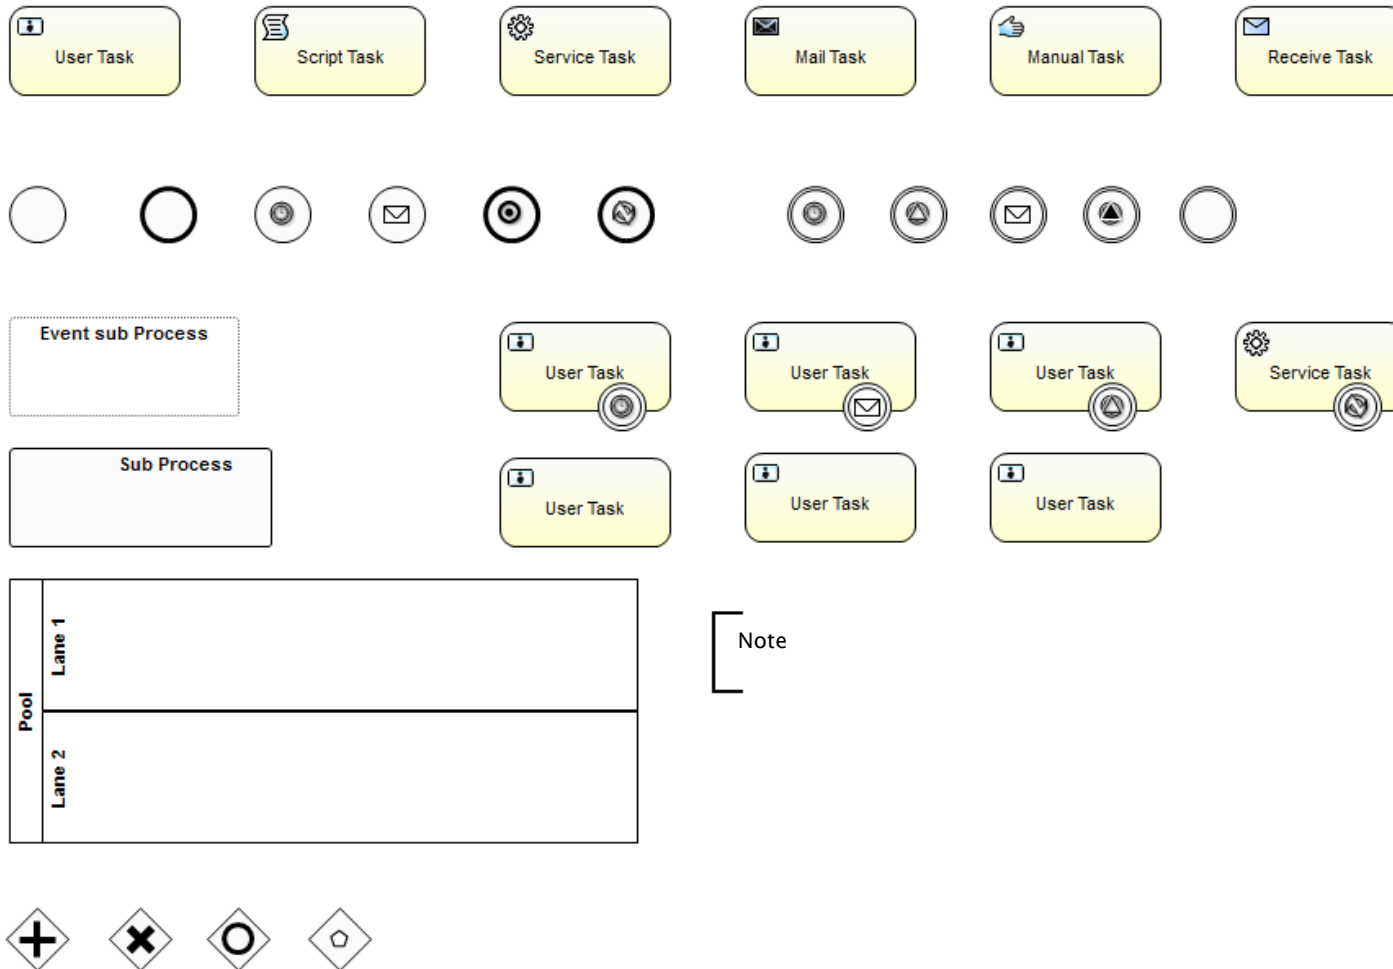 User Task
Script Task
Service Task
Mail Task
Manual Task
Receive Task
Event sub Process
User Task
User Task
User Task
Service Task
Sub Process
User Task
User Task
User Task
Pool
Lane 1
Lane 2
Note